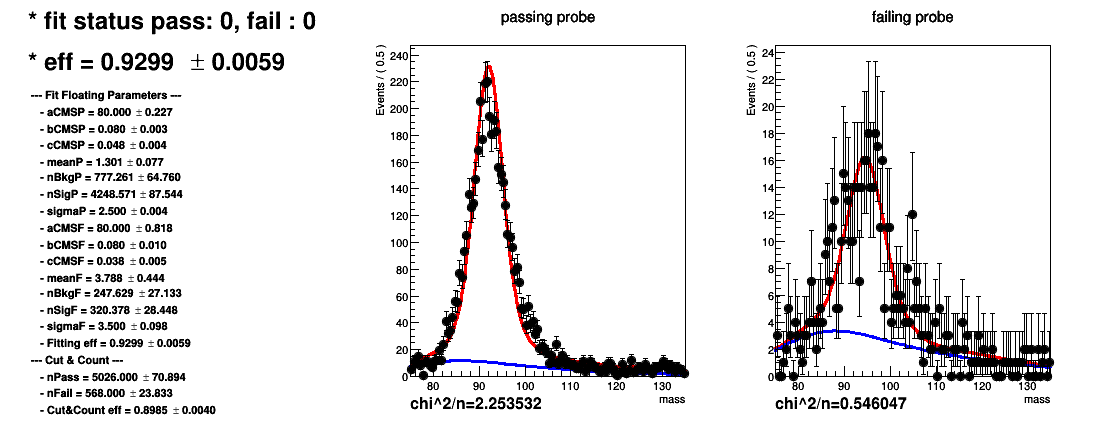 * fit status pass: 0, fail : 0
* eff = 0.9299 ± 0.0059
--- Fit Floating Parameters ---
- aCMSP = 80.000 ± 0.227
- bCMSP = 0.080 ± 0.003
- cCMSP = 0.048 ± 0.004
- meanP = 1.301 ± 0.077
- nBkgP = 777.261 ± 64.760
- nSigP = 4248.571 ± 87.544
- sigmaP = 2.500 ± 0.004
- aCMSF = 80.000 ± 0.818
- bCMSF = 0.080 ± 0.010
- cCMSF = 0.038 ± 0.005
- meanF = 3.788 ± 0.444
- nBkgF = 247.629 ± 27.133
- nSigF = 320.378 ± 28.448
- sigmaF = 3.500 ± 0.098
- Fitting eff = 0.9299 ± 0.0059
--- Cut & Count ---
- nPass = 5026.000 ± 70.894
- nFail = 568.000 ± 23.833
- Cut&Count eff = 0.8985 ± 0.0040
passing probe
Events / ( 0.5 )
220
200
180
160
140
120
100
80
60
40
20
0
80 90 100 110 120 130
mass
chi^2/n=2.253532
failing probe
Events / ( 0.5 )
24
22
20
18
16
14
12
10
8
6
4
2
0
80 90 100 110 120 130
mass
chi^2/n=0.546047